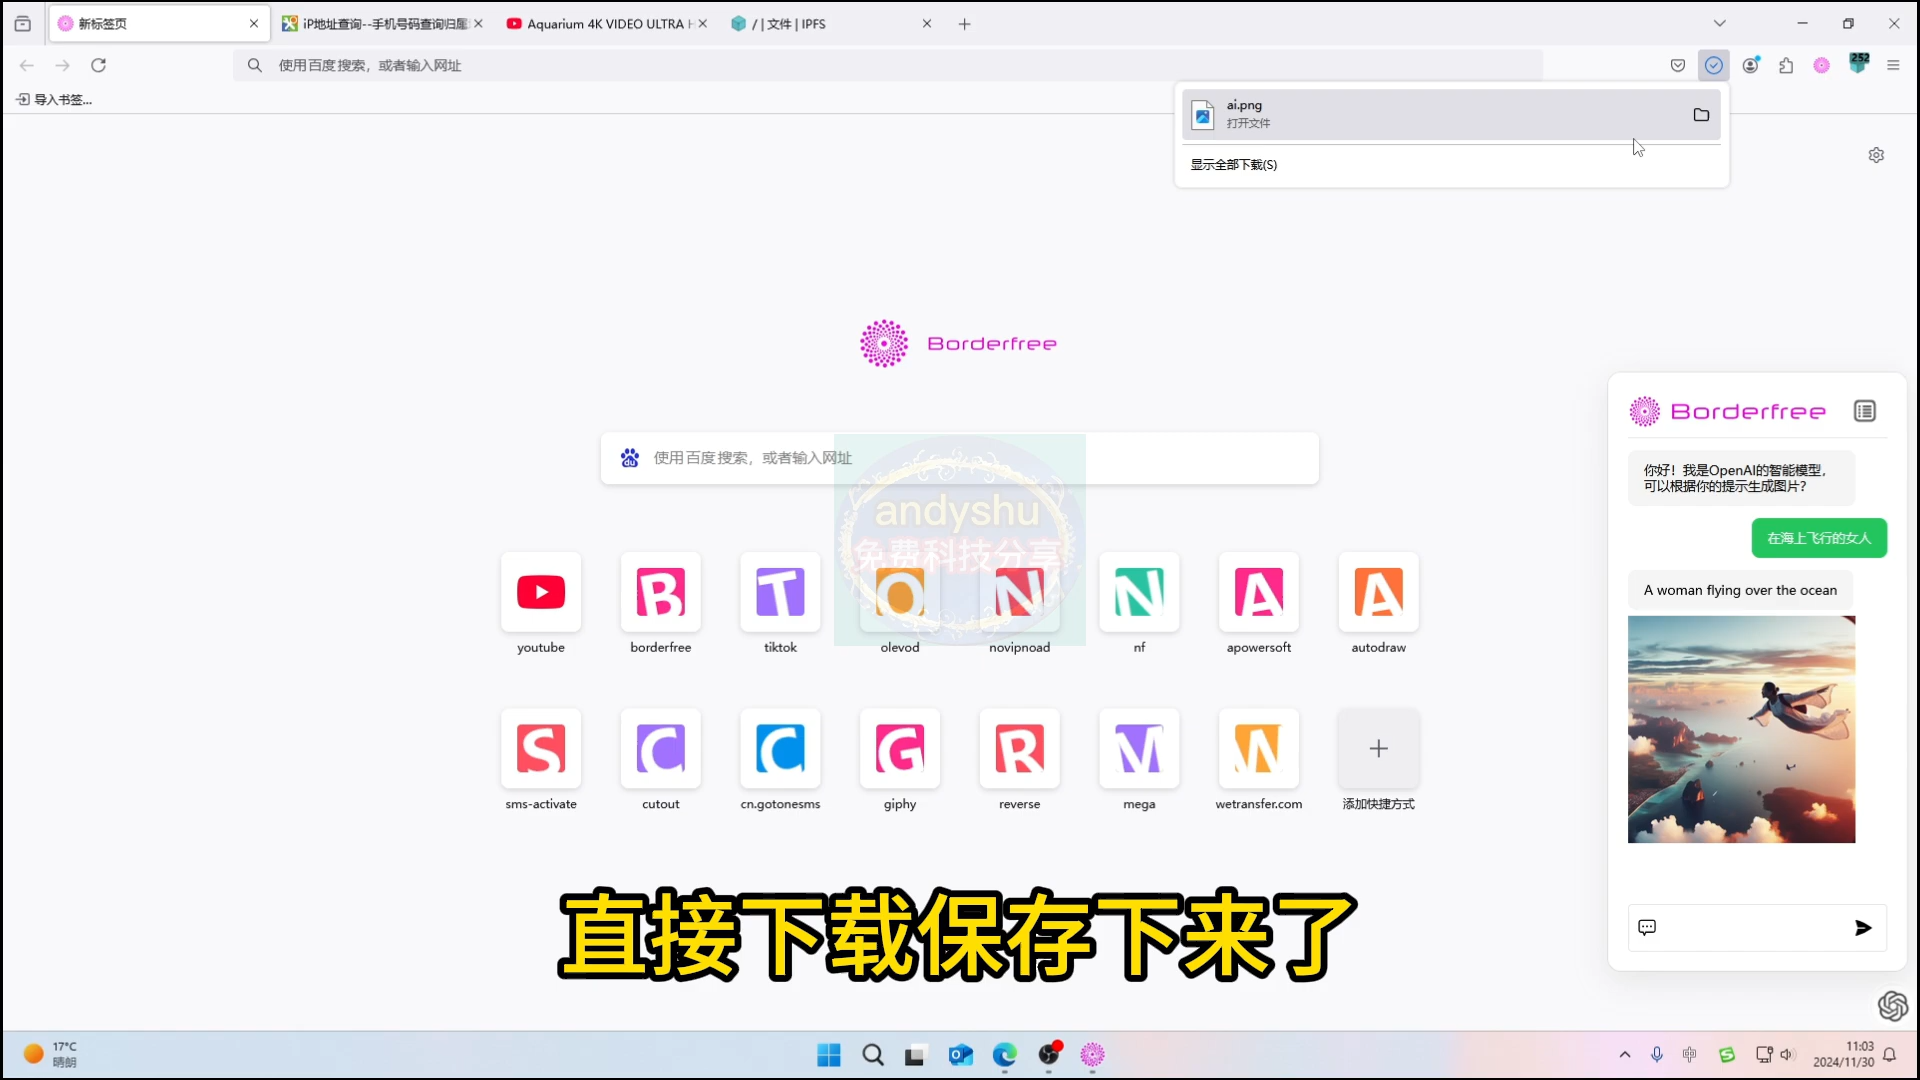 新标签页
iP地址查询--手机号码查询归属
Aquarium 4K VIDEO ULTRA H
/ | 文件 | IPFS
使用百度搜索，或者输入网址
252
导入书签...
ai.png
打开文件
显示全部下载(S)
Borderfree
使用百度搜索，或者输入网址
andyshu
免费科技分享
youtube
borderfree
tiktok
olevod
novipnoad
nf
apowersoft
autodraw
sms-activate
cutout
cn.gotonesms
giphy
reverse
mega
wetransfer.com
添加快捷方式
Borderfree
你好！我是OpenAI的智能模型，
可以根据你的提示生成图片?
在海上飞行的女人
A woman flying over the ocean
直接下载保存下来了
17°C
晴朗
中
11:03
2024/11/30